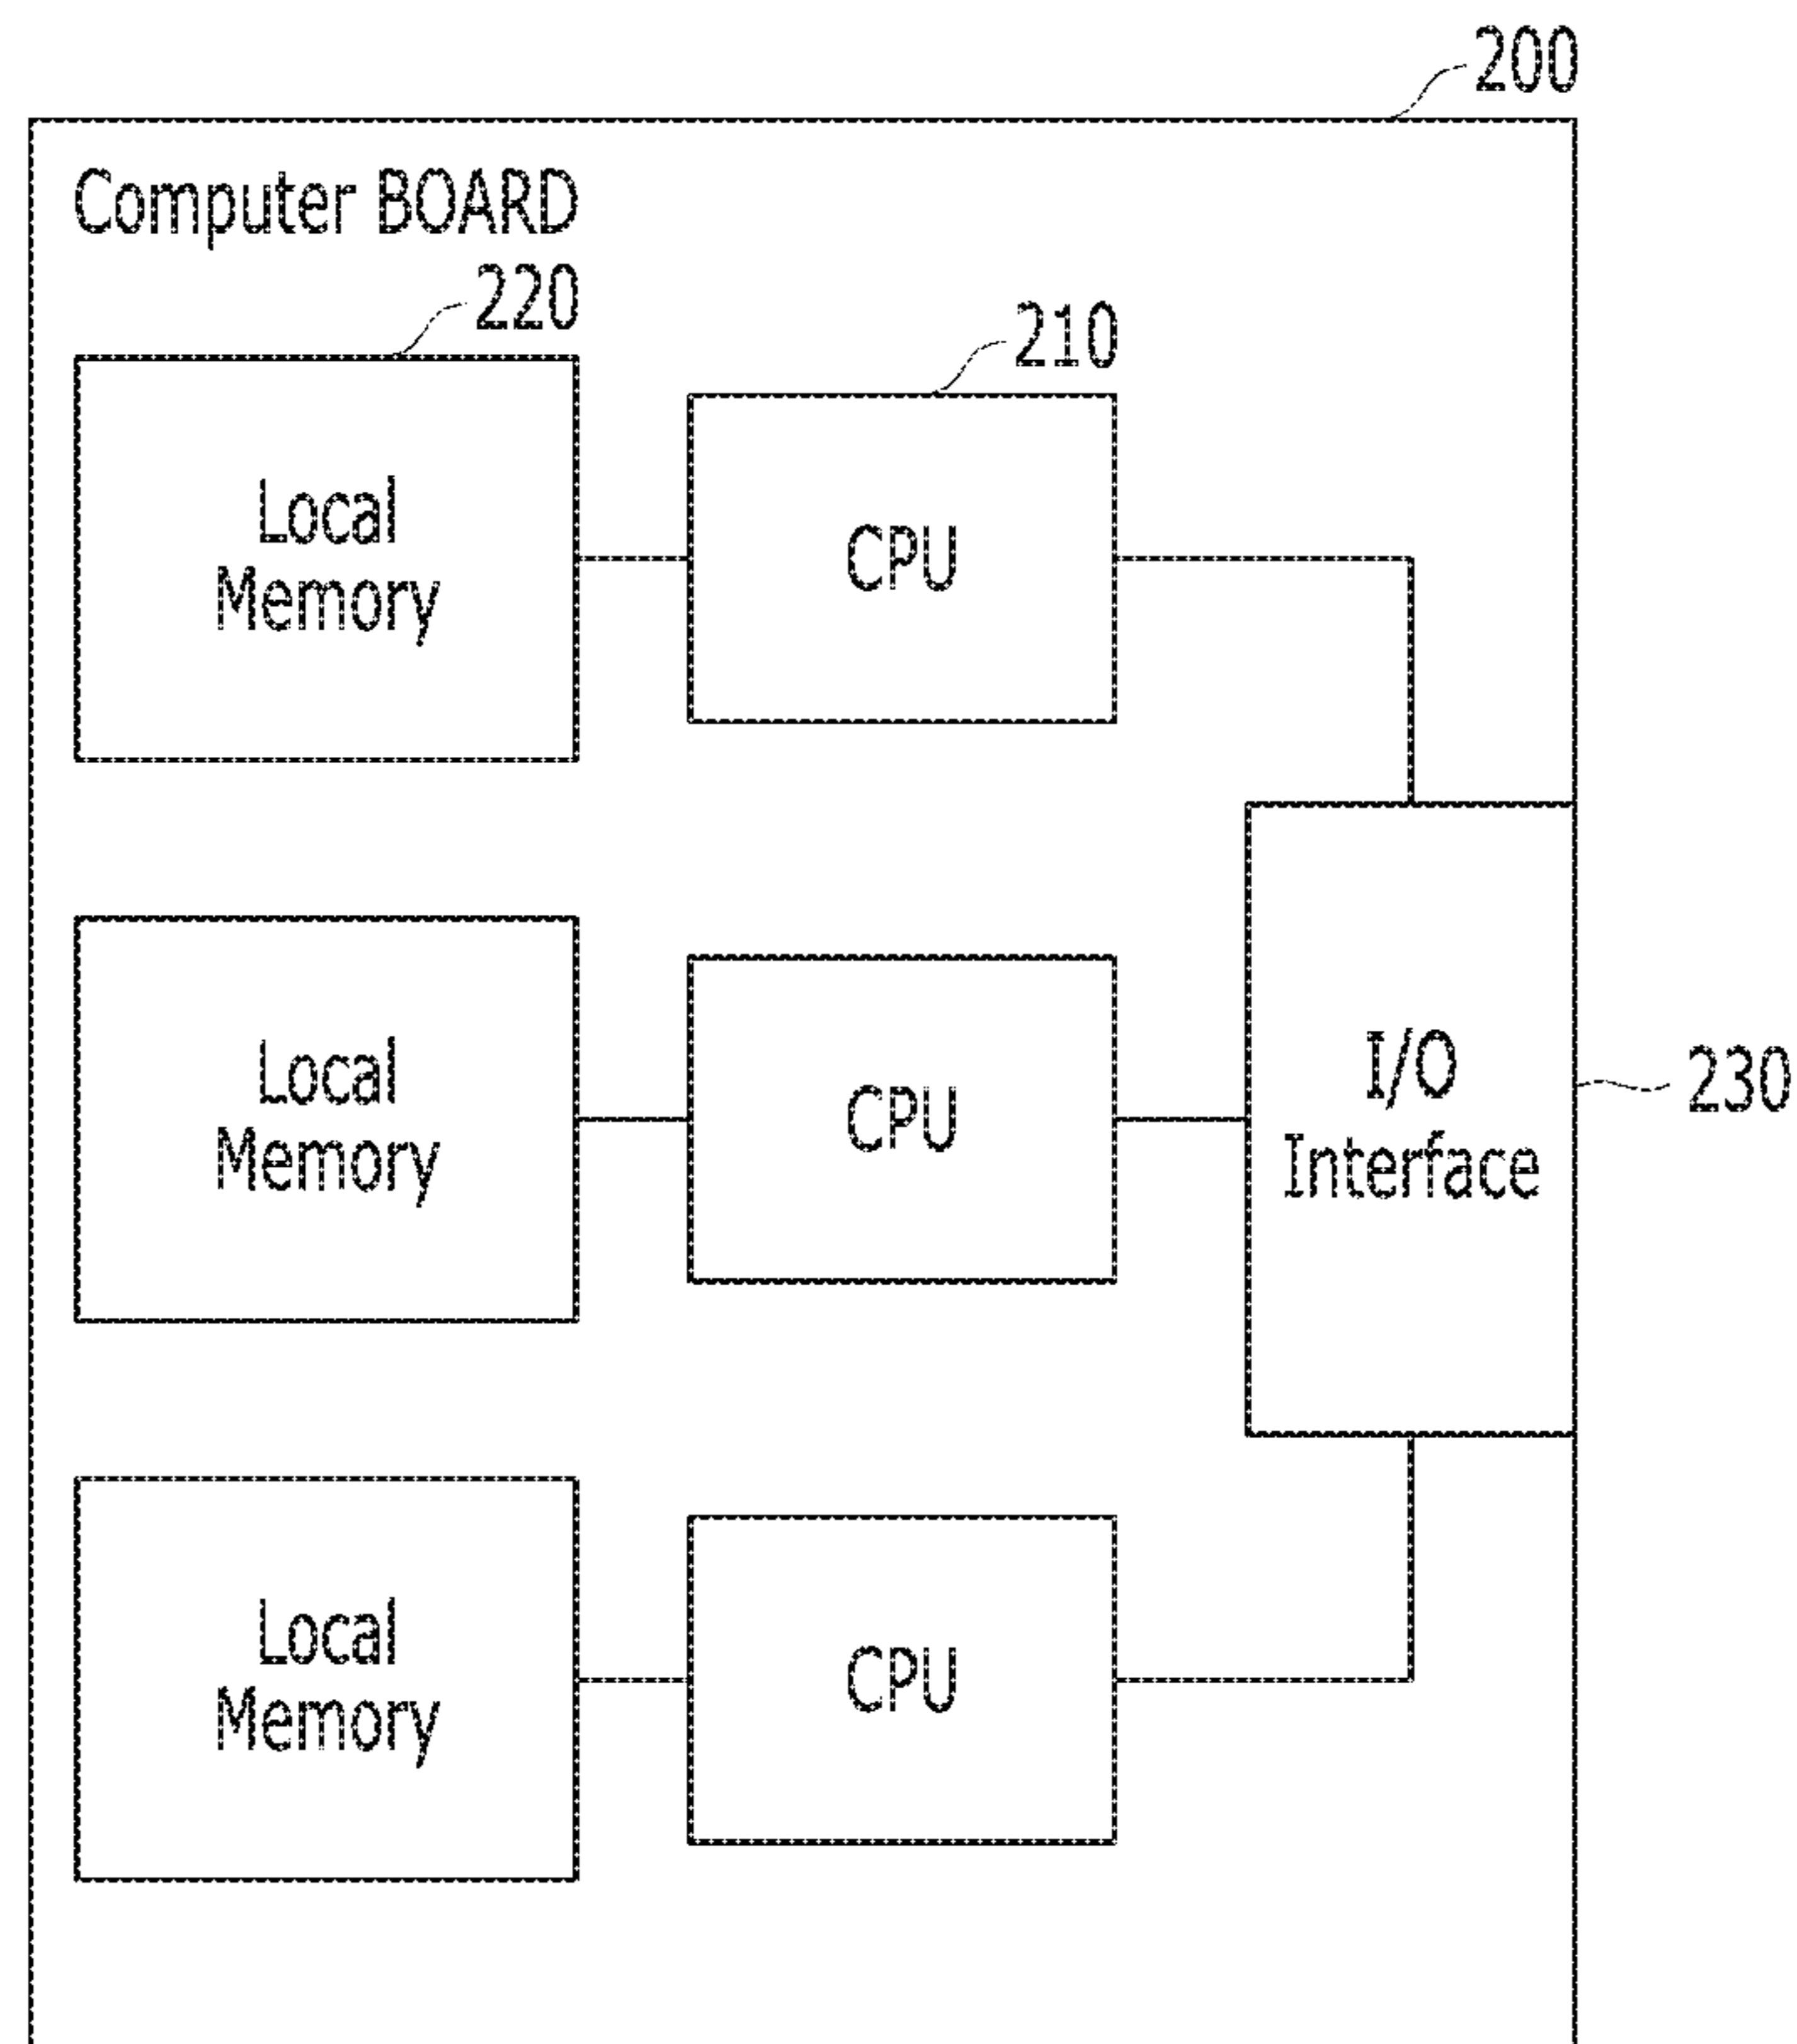 200
Computer BOARD
220
210
Local
Memory
CPU
Local
Memory
CPU
I/O
Interface
230
Local
Memory
CPU